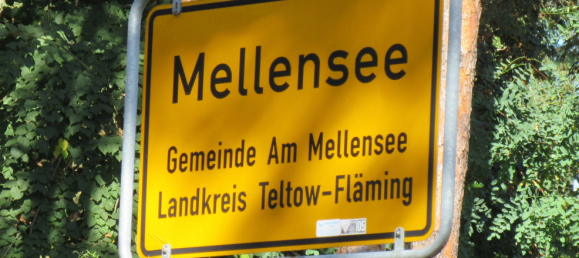 Mellensee
Gemeinde Am Mellensee
Landkreis Teltow-Fläming